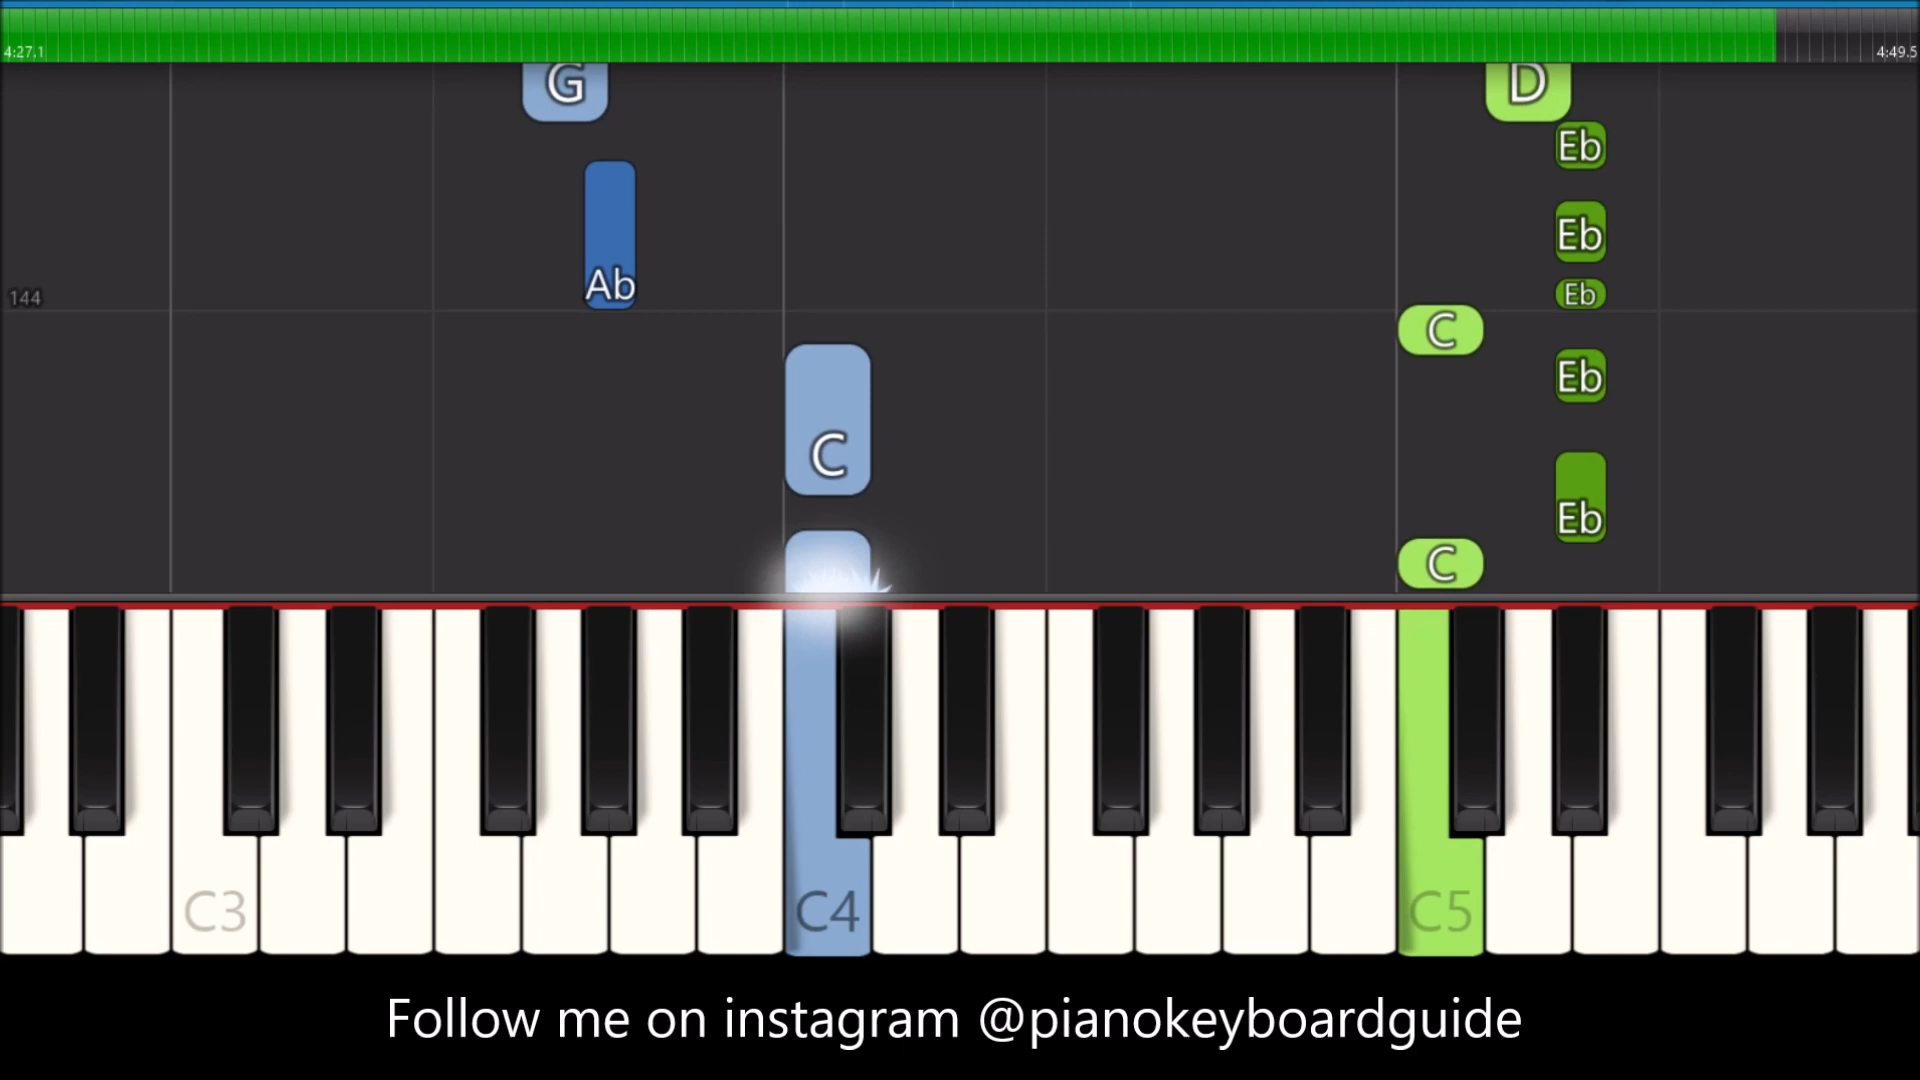 4:27.1 4:49.5
G D
Eb
Eb
Ab Eb
144
C
Eb
C
Eb
C
C3 C4 C5
Follow me on instagram @pianokeyboardguide